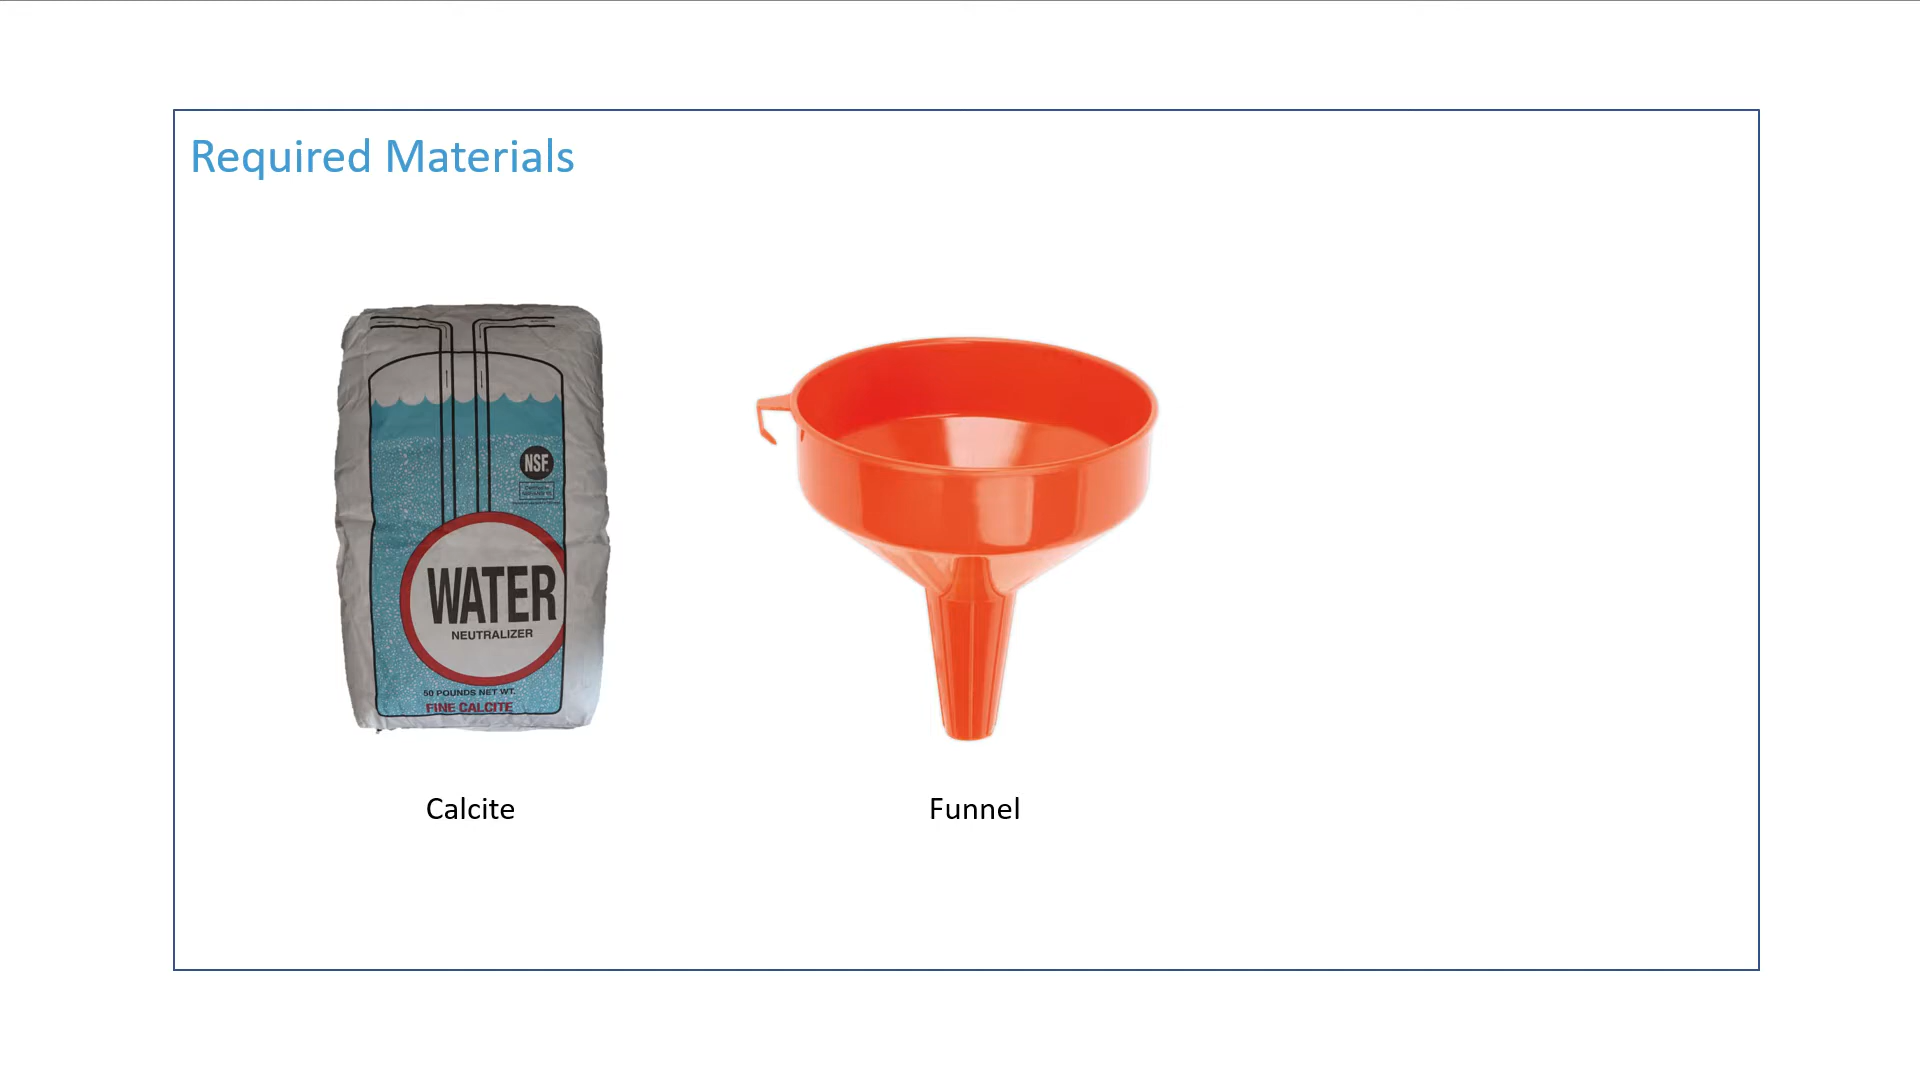 Required Materials
NSF
WATER
NEUTRALIZER
50 POUNDS NET WT.
FINE CALCITE
Calcite
Funnel